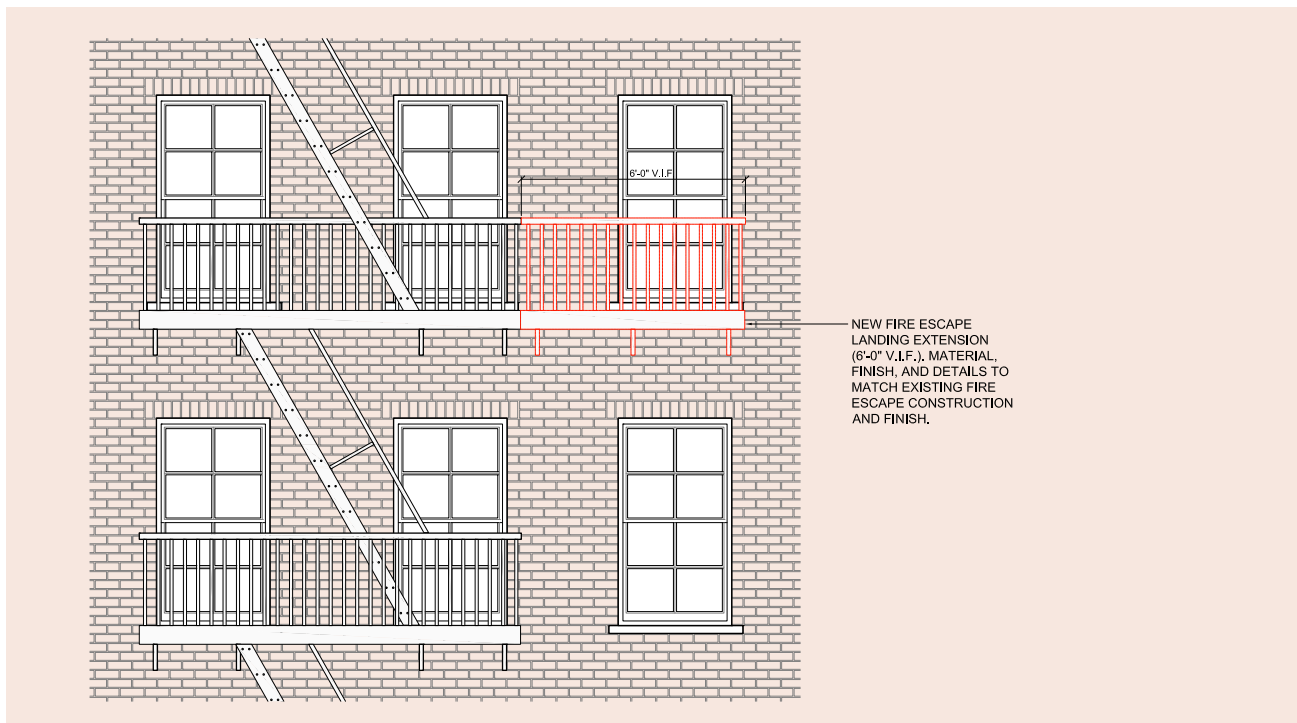 6'-0" V.I.F.
NEW FIRE ESCAPE
LANDING EXTENSION
(6'-0" V.I.F.). MATERIAL,
FINISH, AND DETAILS TO
MATCH EXISTING FIRE
ESCAPE CONSTRUCTION
AND FINISH.